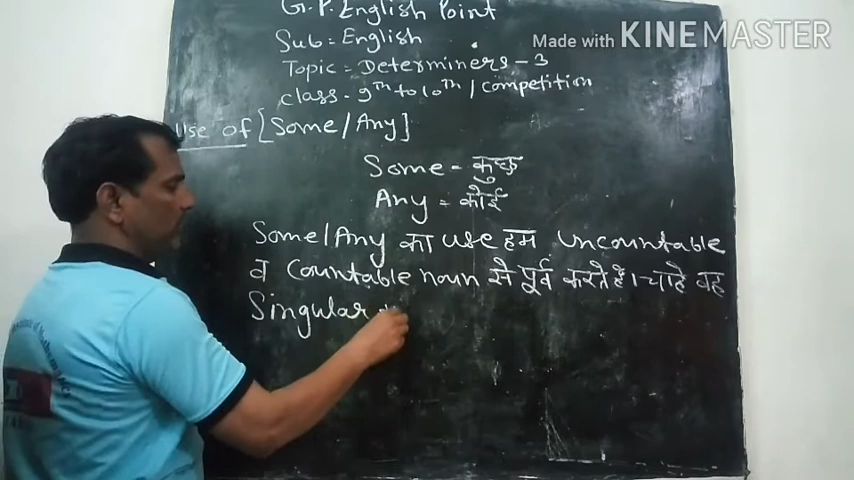 G.P. English Point
Made with KINEMASTER
Sub = English
Topic = Determiners - 3
class - 9th to 10th / competition
Use of [Some/Any]
Some = कुछ
Any = कोई
Some/Any का use हम uncountable
व Countable noun से पूर्व करते हैं। चाहे वह
Singular